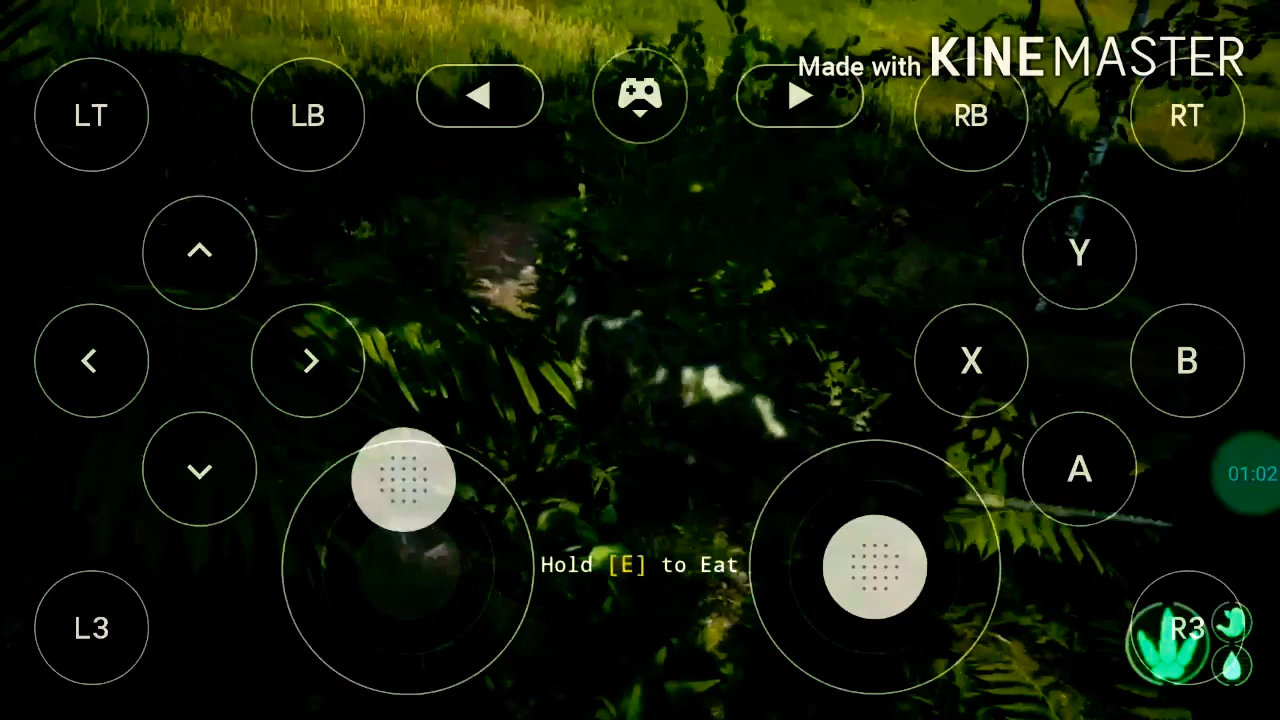 Made with KINEMASTER
LT
LB
RB
RT
Y
X
B
A
01:02
Hold [E] to Eat
L3
R3